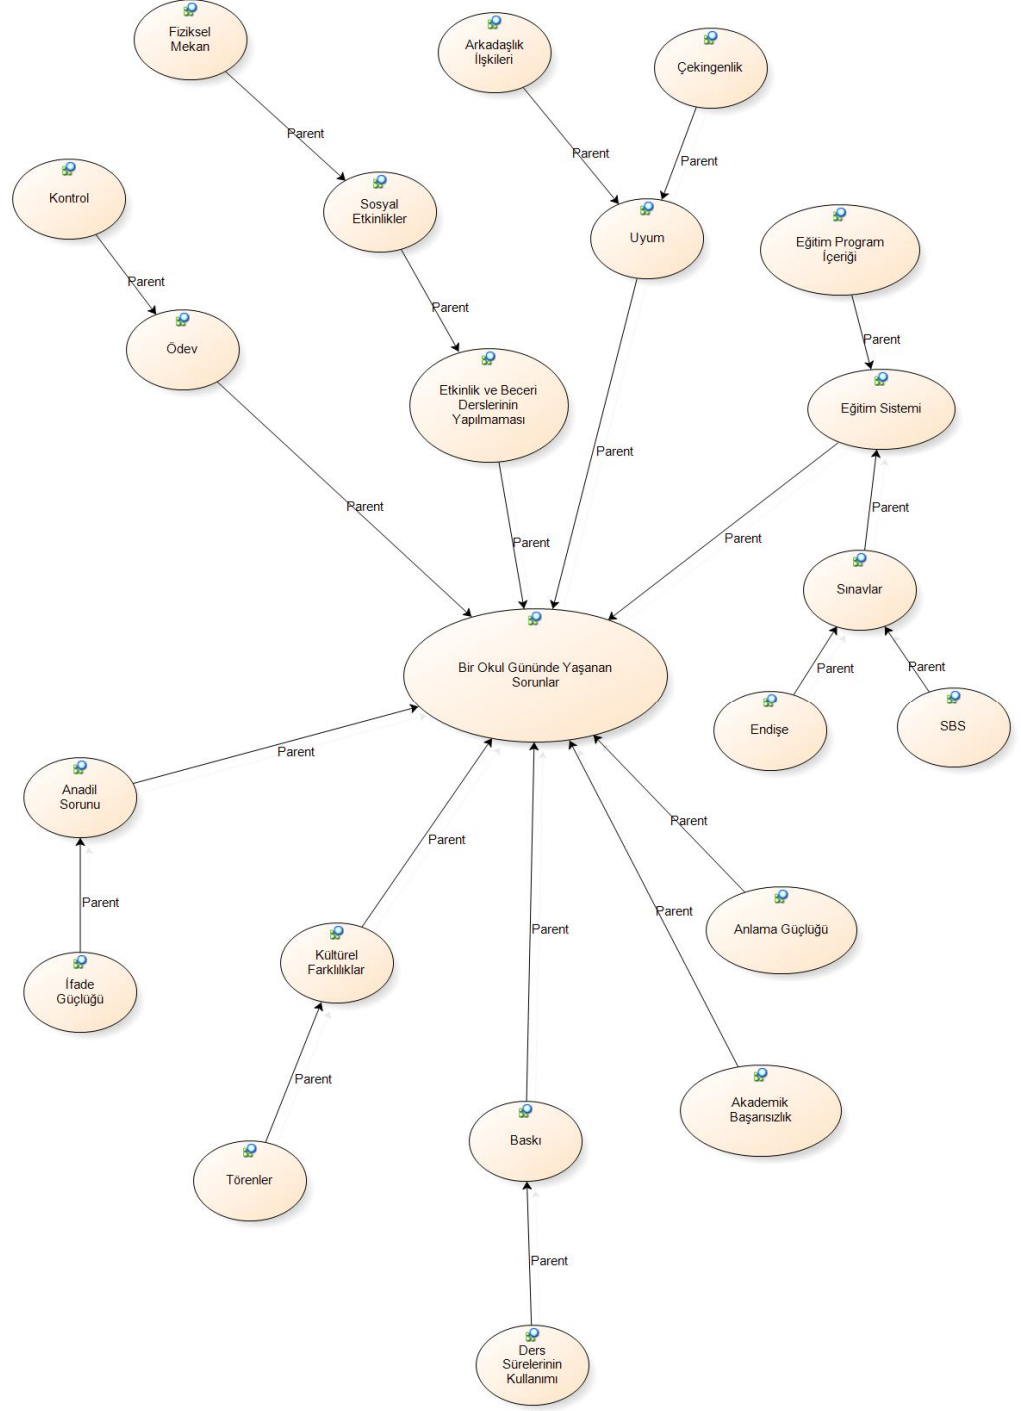 Fiziksel
Mekan
Arkadaşlık
İlşkileri
Çekingenlik
Parent
Parent
Parent
Kontrol
Sosyal
Etkinlikler
Uyum
Eğitim Program
İçeriği
Parent
Parent
Parent
Ödev
Etkinlik ve Beceri
Derslerinin
Yapılmaması
Eğitim Sistemi
Parent
Parent
Parent
Parent
Parent
Sınavlar
Bir Okul Gününde Yaşanan
Sorunlar
Parent
Parent
Endişe
SBS
Parent
Anadil
Sorunu
Parent
Parent
Parent
Parent
Parent
Anlama Güçlüğü
Kültürel
Farklılıklar
İfade
Güçlüğü
Parent
Akademik
Başarısızlık
Baskı
Törenler
Parent
Ders
Sürelerinin
Kullanımı